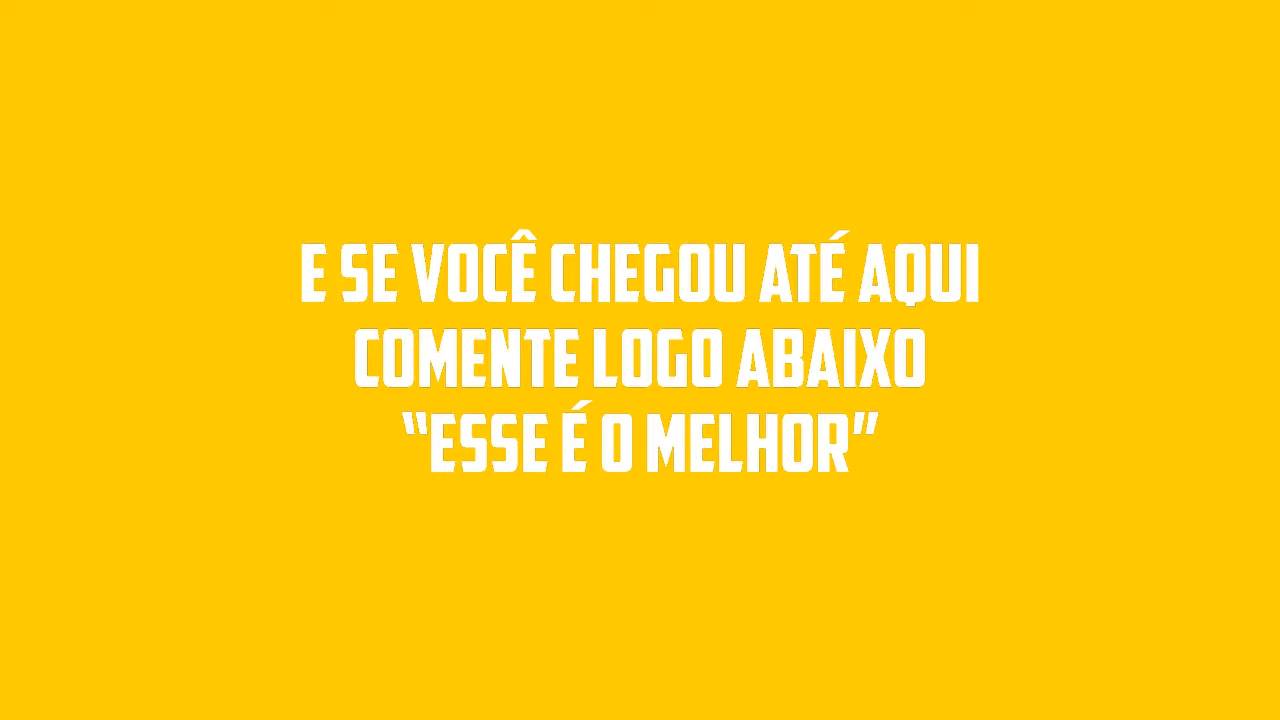 E SE VOCÊ CHEGOU ATÉ AQUI
COMENTE LOGO ABAIXO
“ESSE É O MELHOR”